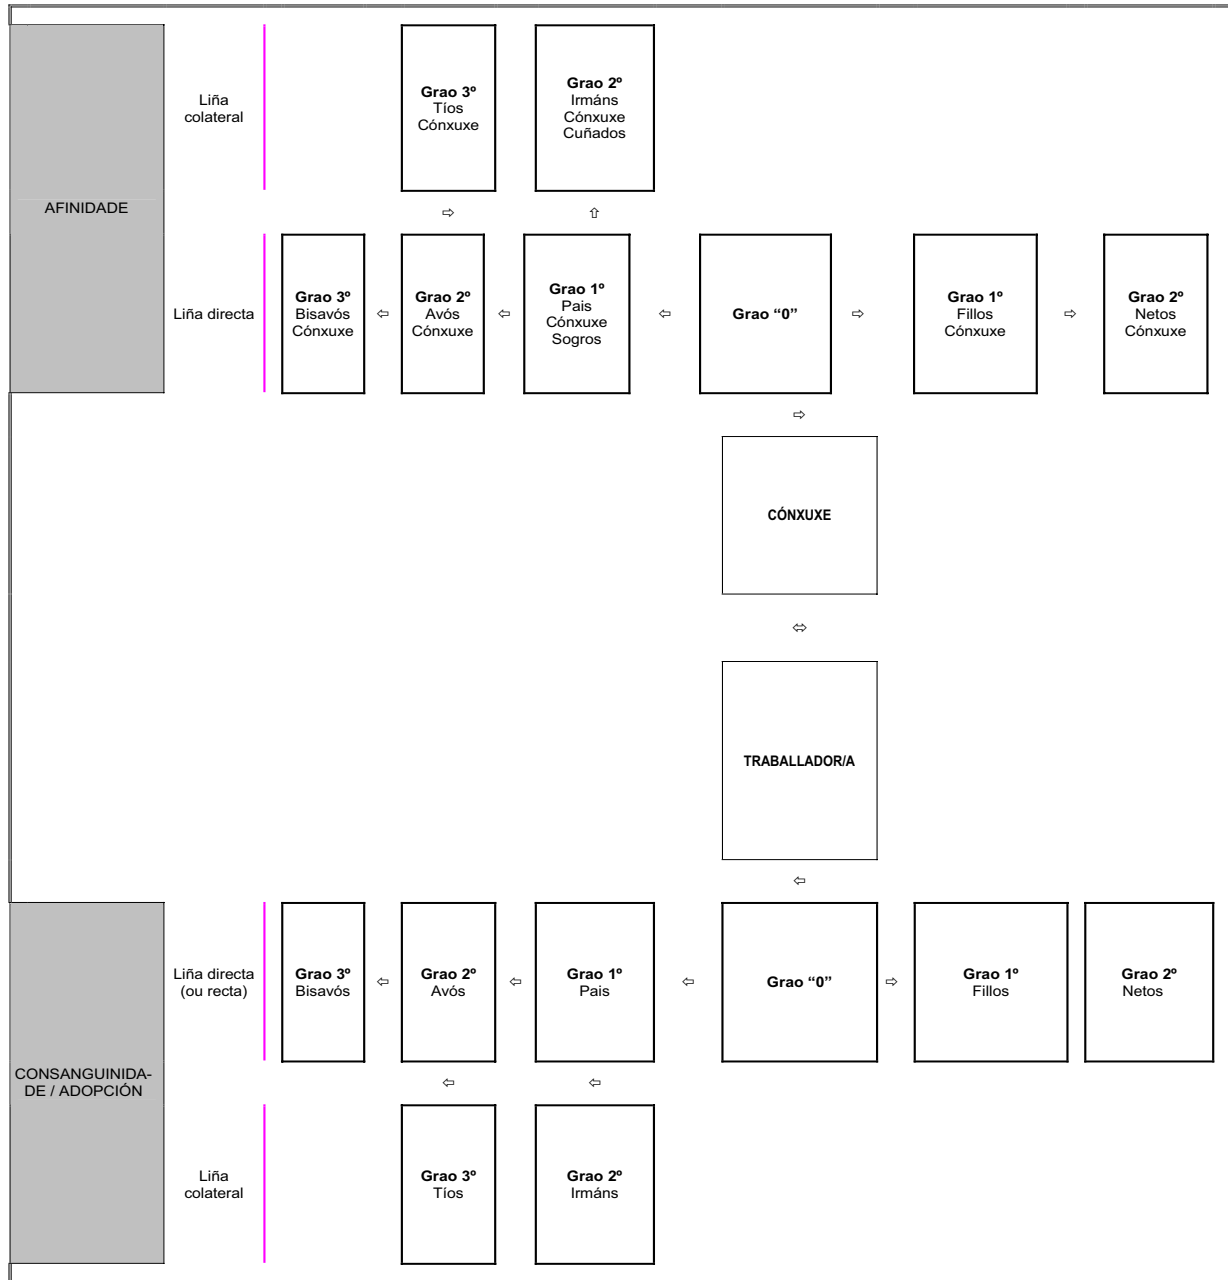 Liña
colateral
Grao 3º
Tíos
Cónxuxe
Grao 2º
Irmáns
Cónxuxe
Cuñados
AFINIDADE
Liña directa
Grao 3º
Bisavós
Cónxuxe
Grao 2º
Avós
Cónxuxe
Grao 1º
Pais
Cónxuxe
Sogros
Grao “0”
Grao 1º
Fillos
Cónxuxe
Grao 2º
Netos
Cónxuxe
CÓNXUXE
TRABALLADOR/A
Liña directa
(ou recta)
Grao 3º
Bisavós
Grao 2º
Avós
Grao 1º
Pais
Grao “0”
Grao 1º
Fillos
Grao 2º
Netos
CONSANGUINIDA-
DE / ADOPCIÓN
Liña
colateral
Grao 3º
Tíos
Grao 2º
Irmáns